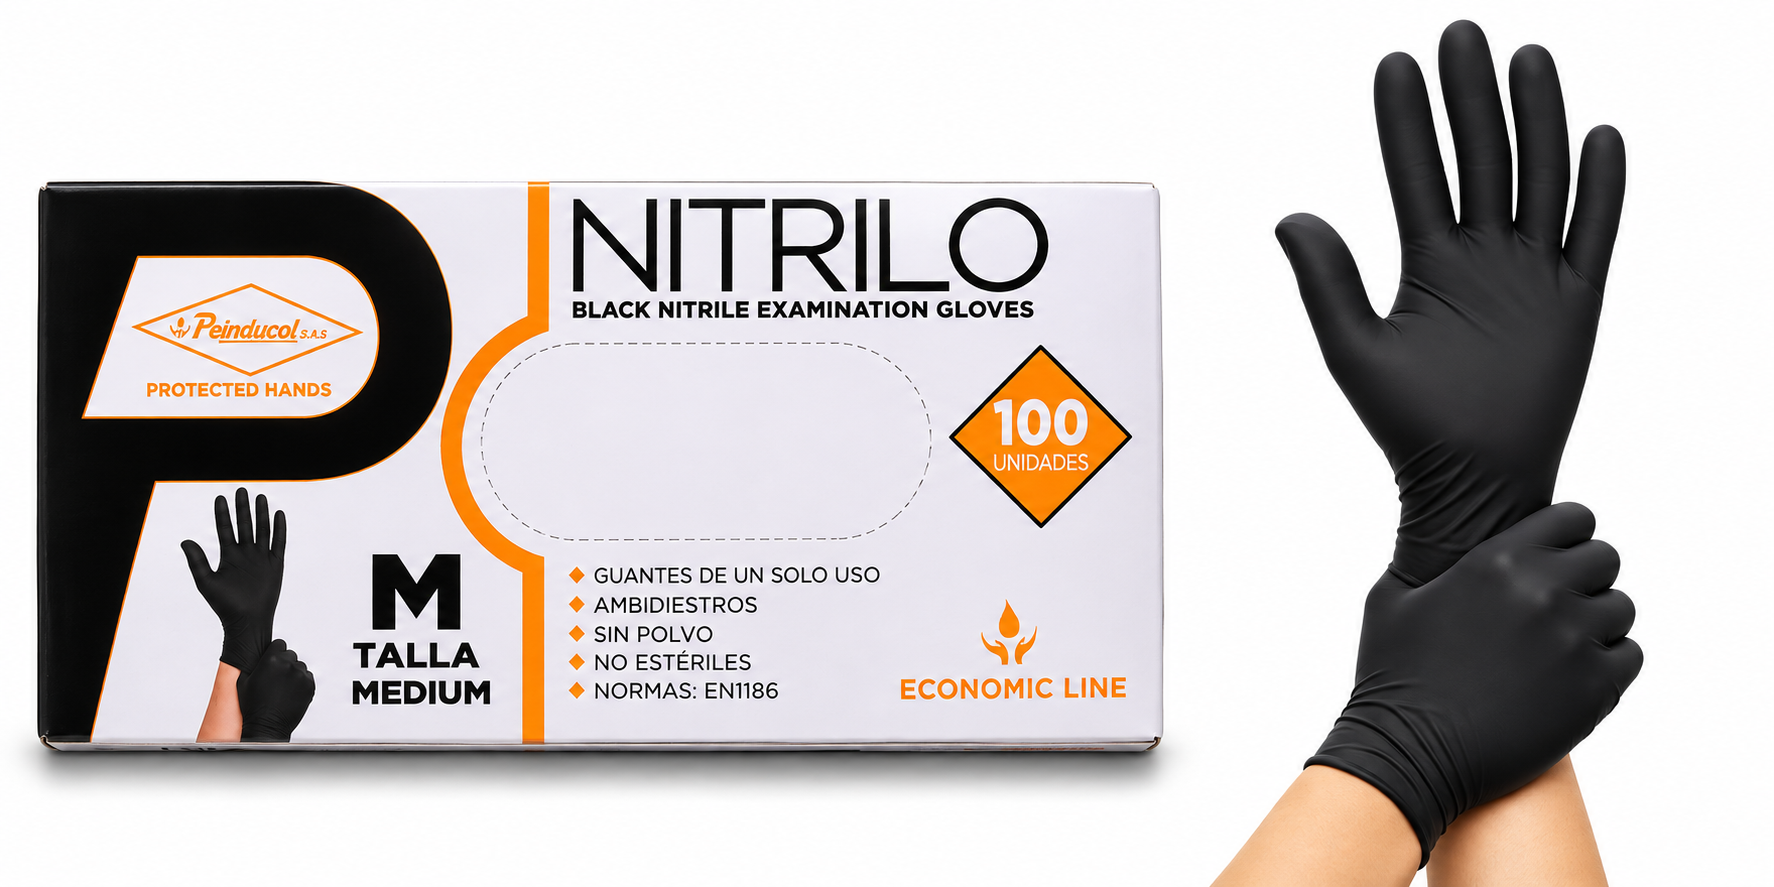 Peinducol S.A.S
PROTECTED HANDS
M
TALLA
MEDIUM
NITRILO
BLACK NITRILE EXAMINATION GLOVES
100
UNIDADES
GUANTES DE UN SOLO USO
AMBIDIESTROS
SIN POLVO
NO ESTÉRILES
NORMAS: EN1186
ECONOMIC LINE